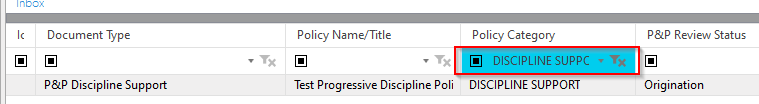 Inbox
Ic Document Type Policy Name/Title Policy Category P&P Review Status
DISCIPLINE SUPPC
P&P Discipline Support Test Progressive Discipline Poli DISCIPLINE SUPPORT Origination